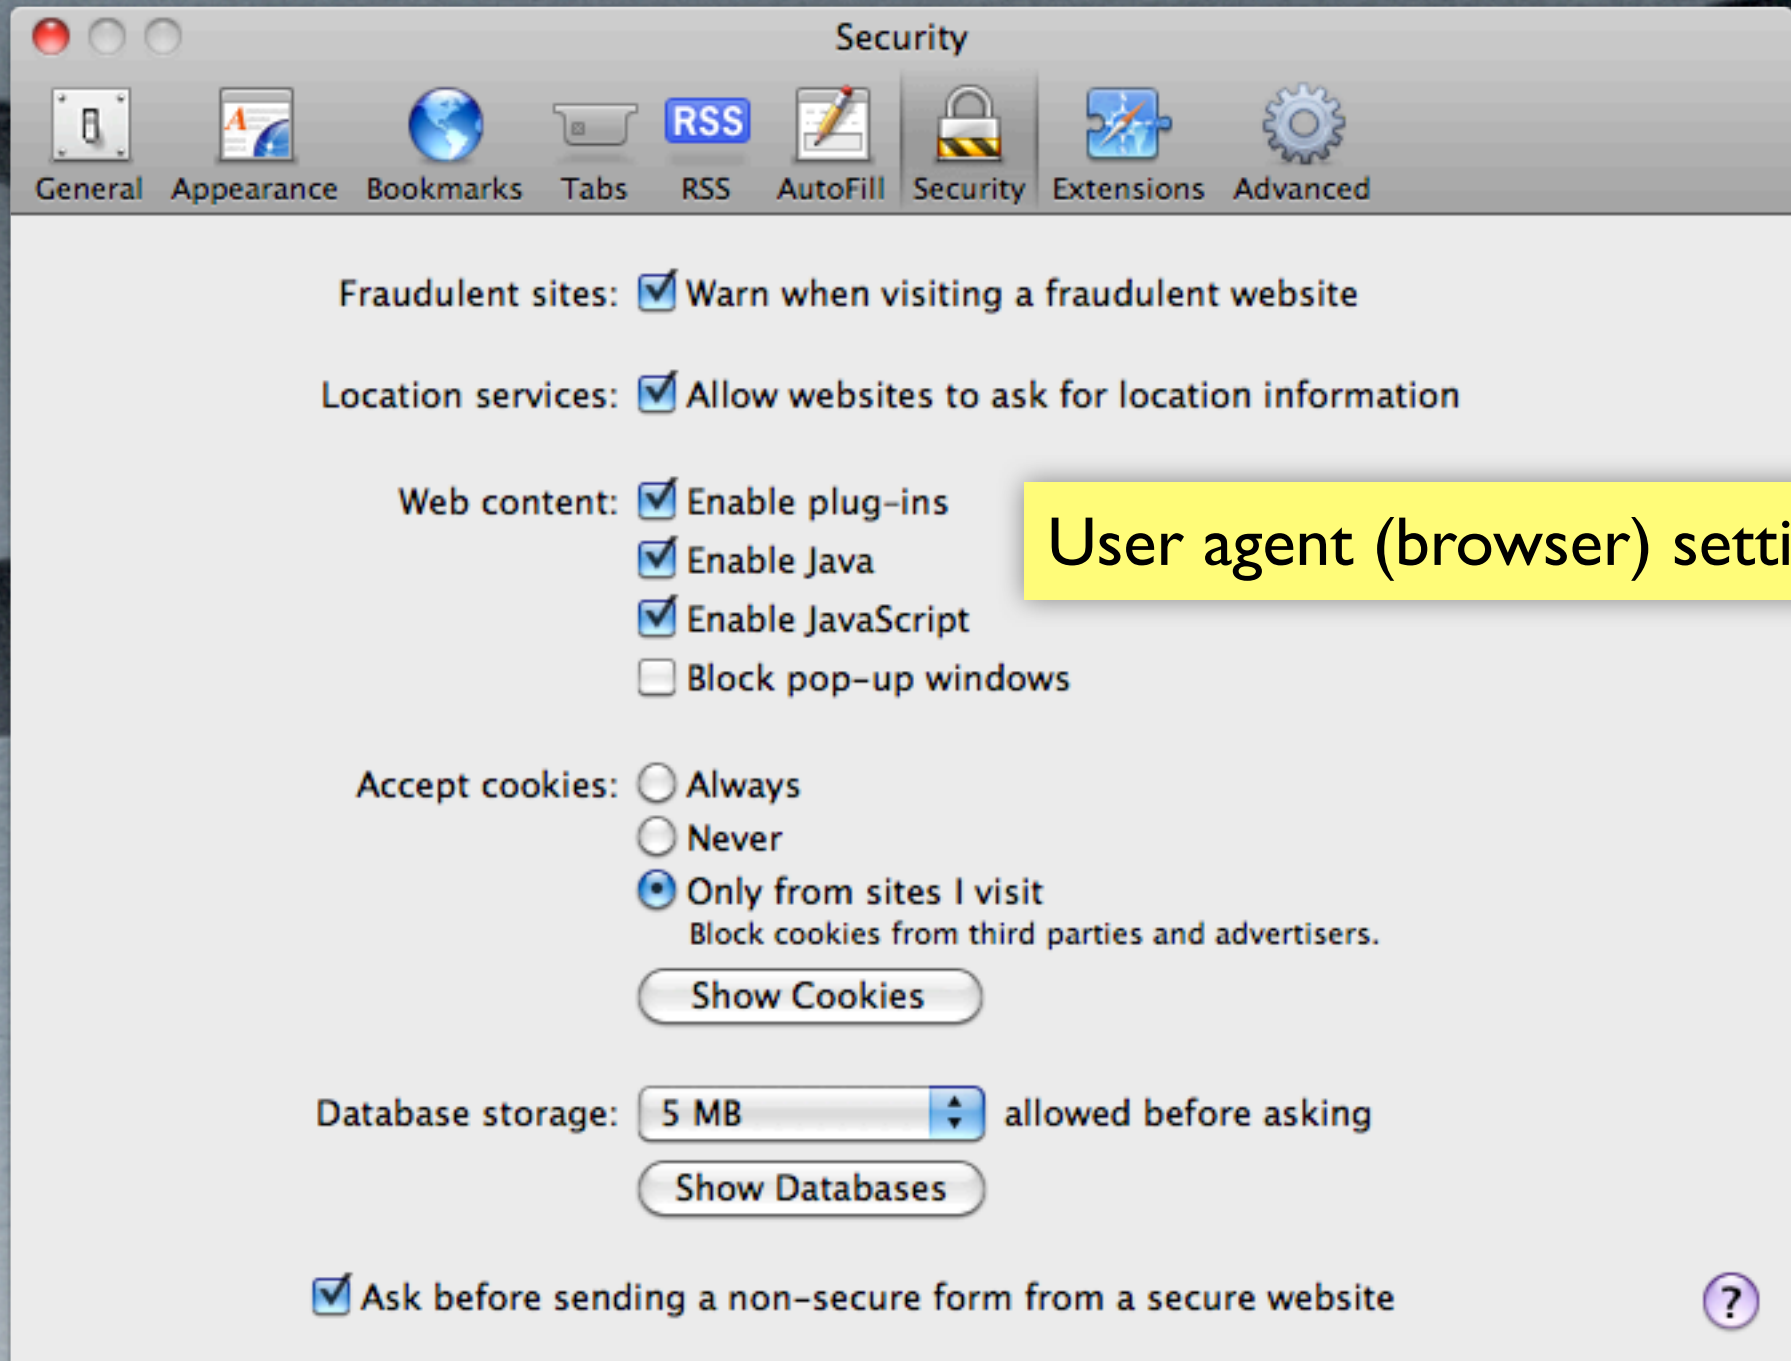 Security
RSS
General Appearance Bookmarks Tabs RSS AutoFill Security Extensions Advanced
Fraudulent sites: Warn when visiting a fraudulent website
Location services: Allow websites to ask for location information
Web content: Enable plug-ins
User agent (browser)
Enable Java
Enable JavaScript
Block pop-up windows
Accept cookies: Always
Never
Only from sites I visit
Block cookies from third parties and advertisers.
Show Cookies
Database storage: 5 MB allowed before asking
Show Databases
Ask before sending a non-secure form from a secure website ?